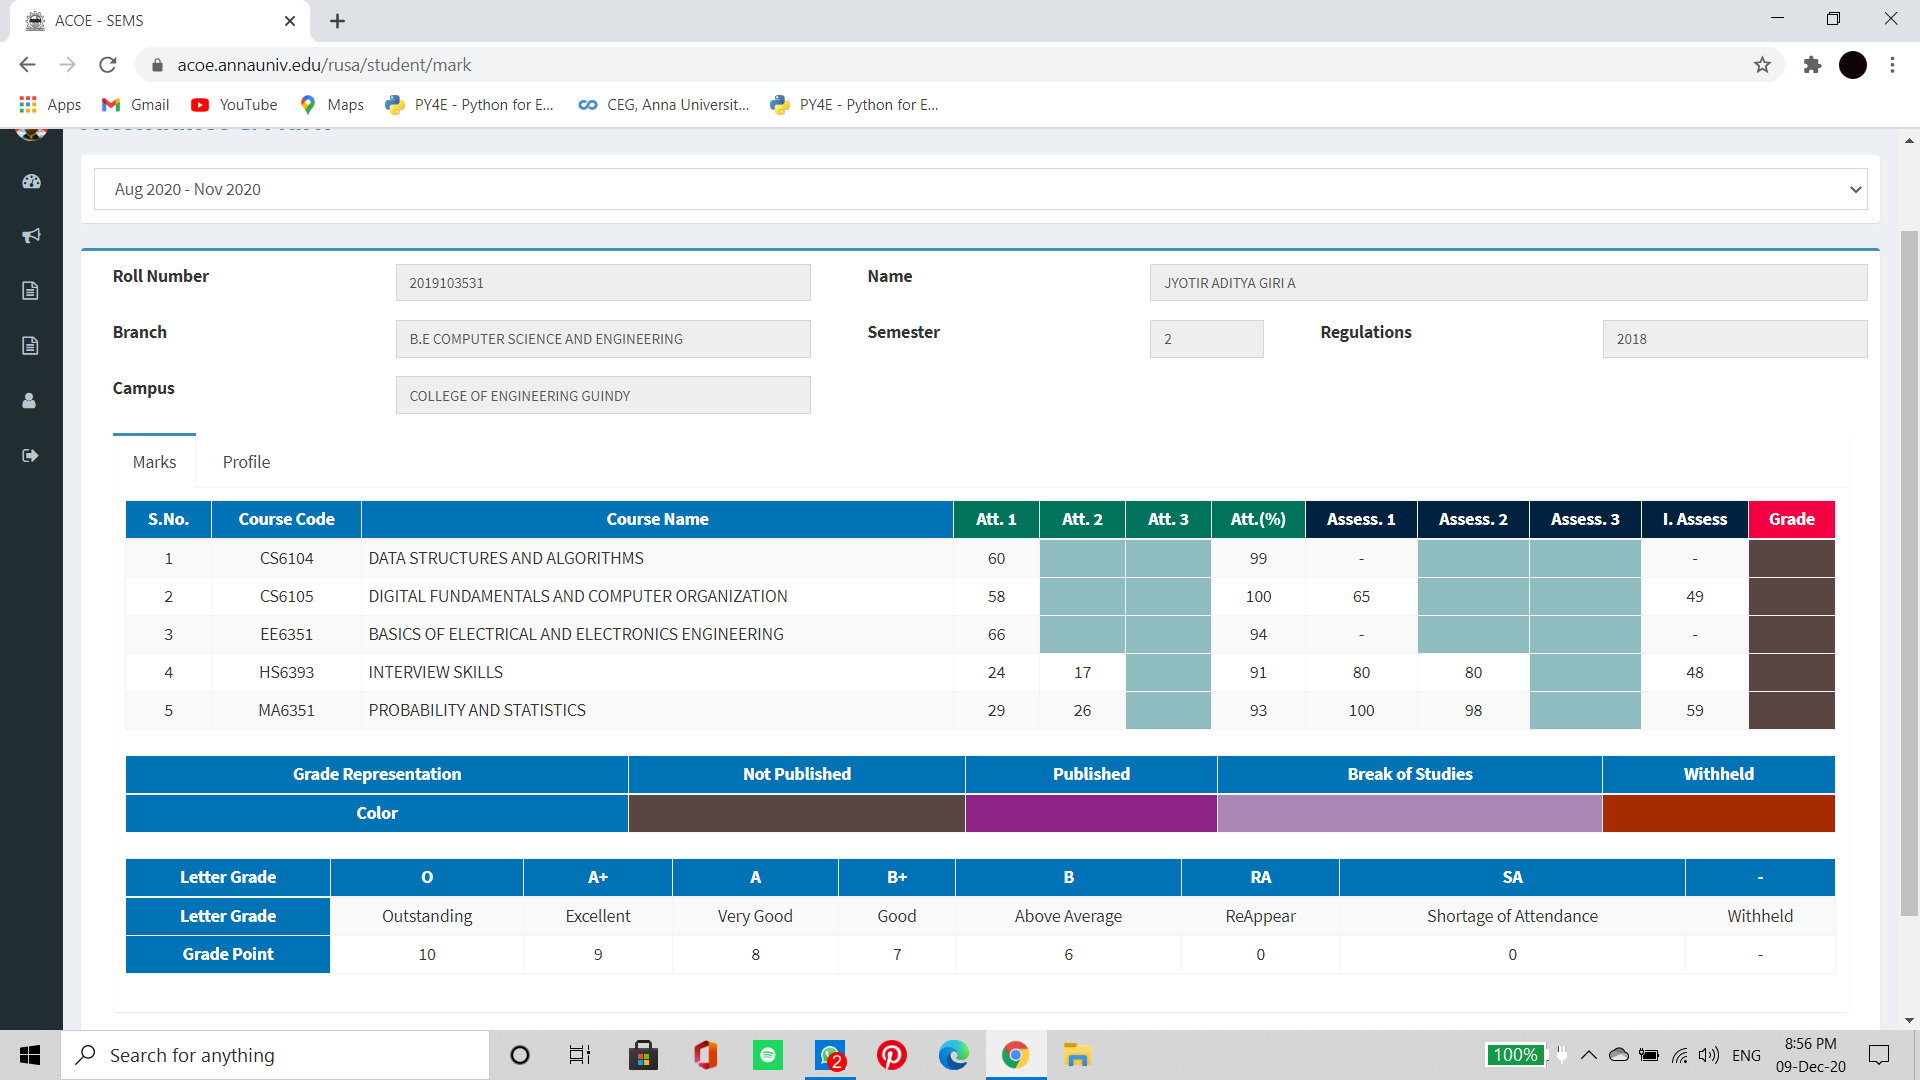 ACOE - SEMS
acoe.annauniv.edu/rusa/student/mark
Apps Gmail YouTube Maps PY4E - Python for E... CEG, Anna Universit... PY4E - Python for E...
Aug 2020 - Nov 2020
Roll Number 2019103531 Name JYOTIR ADITYA GIRI A
Branch B.E COMPUTER SCIENCE AND ENGINEERING Semester 2 Regulations 2018
Campus COLLEGE OF ENGINEERING GUINDY
Marks Profile
S.No. Course Code Course Name Att. 1 Att. 2 Att. 3 Att.(%) Assess. 1 Assess. 2 Assess. 3 I. Assess Grade
1 CS6104 DATA STRUCTURES AND ALGORITHMS 60 99 - -
2 CS6105 DIGITAL FUNDAMENTALS AND COMPUTER ORGANIZATION 58 100 65 49
3 EE6351 BASICS OF ELECTRICAL AND ELECTRONICS ENGINEERING 66 94 - -
4 HS6393 INTERVIEW SKILLS 24 17 91 80 80 48
5 MA6351 PROBABILITY AND STATISTICS 29 26 93 100 98 59
Grade Representation Not Published Published Break of Studies Withheld
Color
Letter Grade O A+ A B+ B RA SA -
Letter Grade Outstanding Excellent Very Good Good Above Average ReAppear Shortage of Attendance Withheld
Grade Point 10 9 8 7 6 0 0 -
Search for anything 2 100% ENG 8:56 PM
09-Dec-20